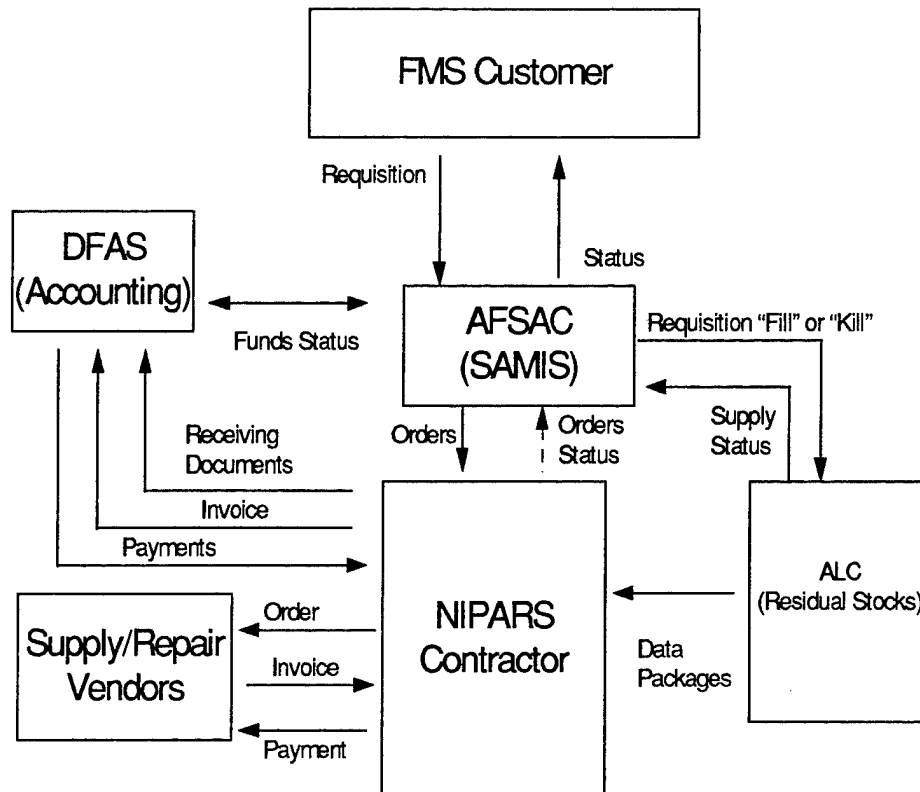 FMS Customer
Requisition
Status
DFAS
(Accounting)
Funds Status
AFSAC
(SAMIS)
Requisition “Fill” or “Kill”
Supply
Status
Orders
Orders
Status
Receiving
Documents
Invoice
Payments
ALC
(Residual Stocks)
NIPARS
Contractor
Data
Packages
Supply/Repair
Vendors
Order
Invoice
Payment